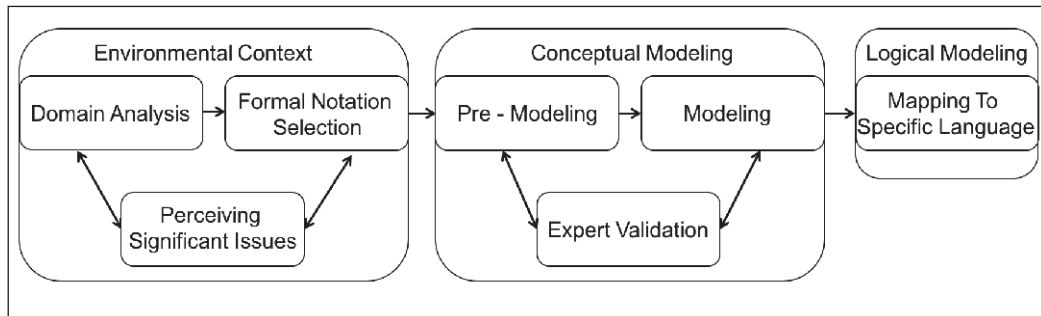 Environmental Context
Domain Analysis
Formal Notation
Selection
Perceiving
Significant Issues
Conceptual Modeling
Pre - Modeling
Modeling
Expert Validation
Logical Modeling
Mapping To
Specific Language